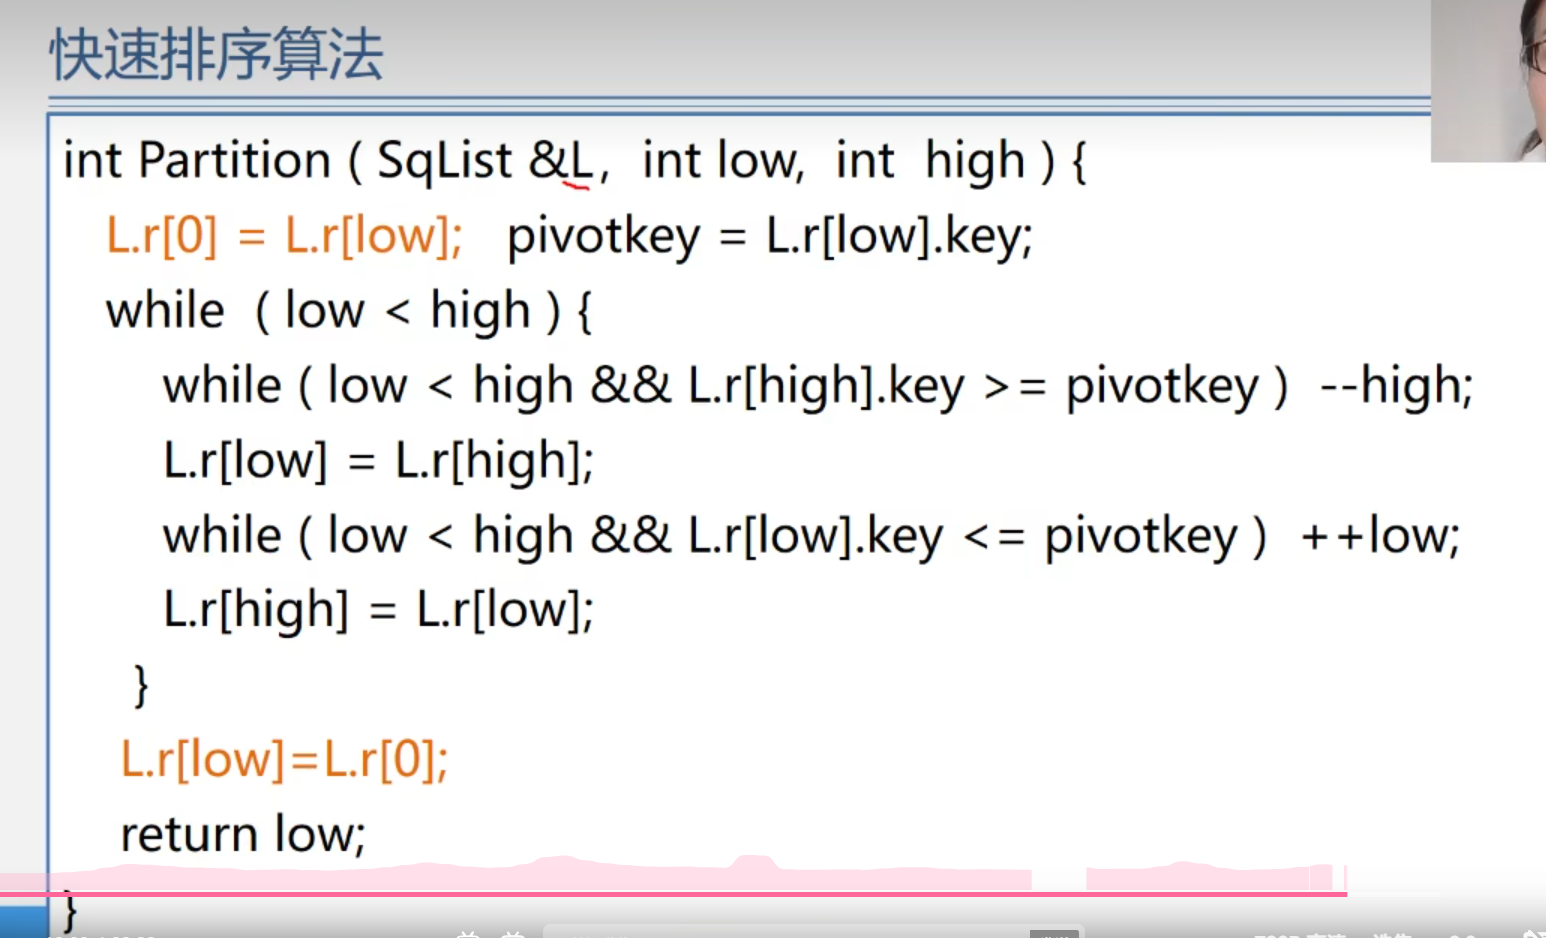 快速排序算法
int Partition ( SqList &L, int low, int high ) {
L.r[0] = L.r[low]; pivotkey = L.r[low].key;
while ( low < high ) {
while ( low < high && L.r[high].key >= pivotkey ) --high;
L.r[low] = L.r[high];
while ( low < high && L.r[low].key <= pivotkey ) ++low;
L.r[high] = L.r[low];
}
L.r[low]=L.r[0];
return low;
}